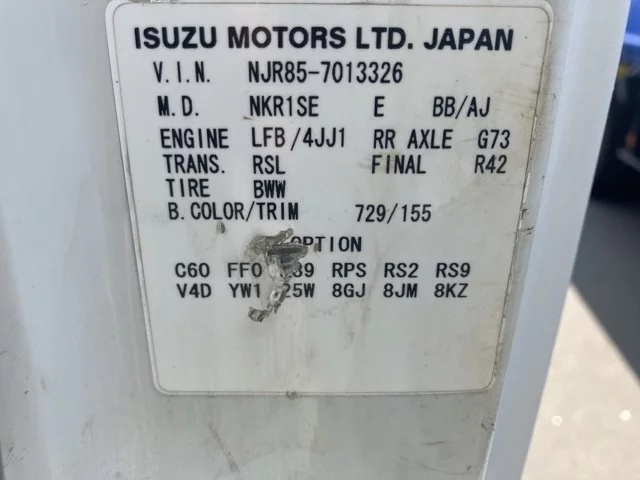 ISUZU MOTORS LTD. JAPAN
V.I.N. NJR85-7013326
M.D. NKR1SE E BB/AJ
ENGINE LFB/4JJ1 RR AXLE G73
TRANS. RSL FINAL R42
TIRE BWW
B.COLOR/TRIM 729/155
OPTION
C60 FF0 RPS RS2 RS9
V4D YW1 8GJ 8JM 8KZ